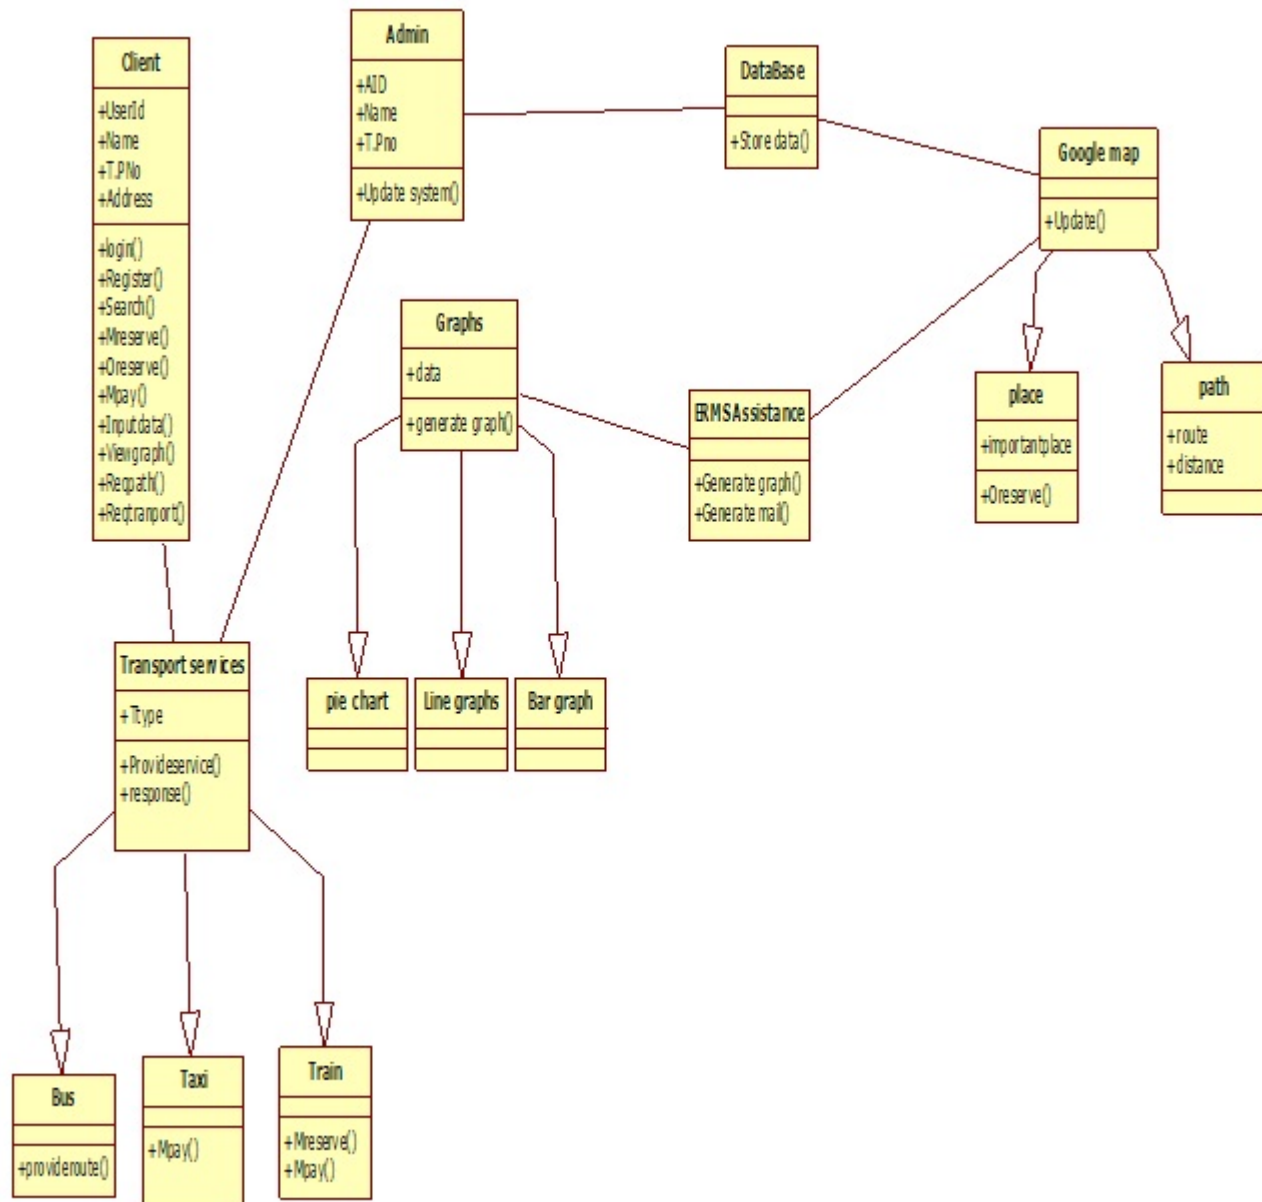 Client
+UserId
+Name
+T.PNo
+Address
+login()
+Register()
+Search()
+Mreserve()
+Oreserve()
+Mpay()
+Inputdata()
+Viewgraph()
+Reqpath()
+Reqtranport()
Admin
+AID
+Name
+T.Pno
+Update system()
DataBase
+Store data()
Google map
+Update()
Graphs
+data
+generate graph()
ERMSAssistance
+Generate graph()
+Generate mail()
place
+importantplace
+Oreserve()
path
+route
+distance
Transport services
+Ttype
+Provideservice()
+response()
pie chart
Line graphs
Bar graph
Bus
+provideroute()
Taxi
+Mpay()
Train
+Mreserve()
+Mpay()